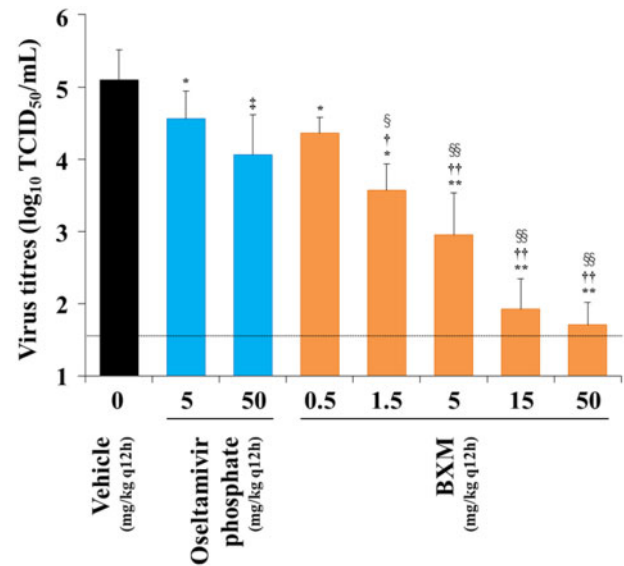 Virus titres (log₁₀ TCID₅₀/mL)
6
5
4
3
2
1
*
‡
*
§
†
*
§§
††
**
§§
††
**
§§
††
**
0 5 50 0.5 1.5 5 15 50
Vehicle
(mg/kg q12h)
Oseltamivir
phosphate
(mg/kg q12h)
BXM
(mg/kg q12h)